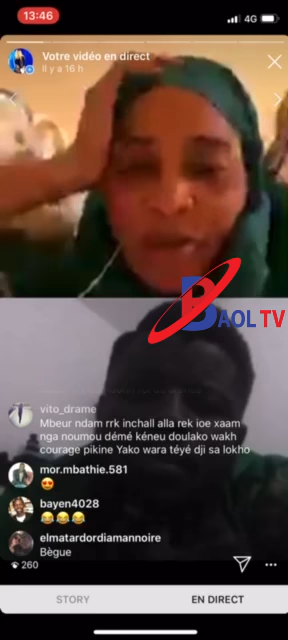 13:46
4G
Votre vidéo en direct
Il y a 16 h
BAOL TV
vito_drame
Mbeur ndam rrk inchall alla rek ioe xaam
nga noumou démé kéneu doulako wakh
courage pikine Yako wara téyé dji sa lokho
mor.mbathie.581
😍
bayen4028
😂😂😂
elmatardordiamannoire
Bègue
260
STORY
EN DIRECT